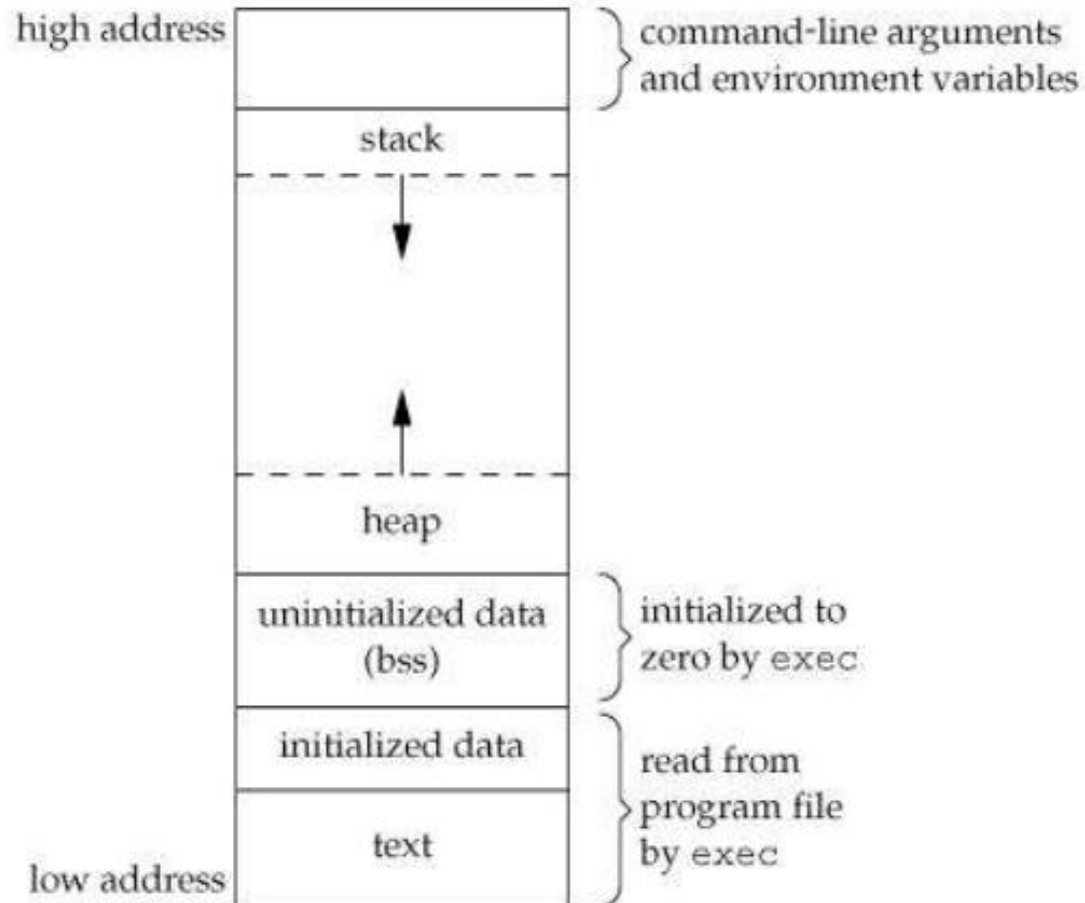 high address
command-line arguments
and environment variables
stack
heap
uninitialized data
(bss)
initialized to
zero by exec
initialized data
read from
program file
by exec
text
low address